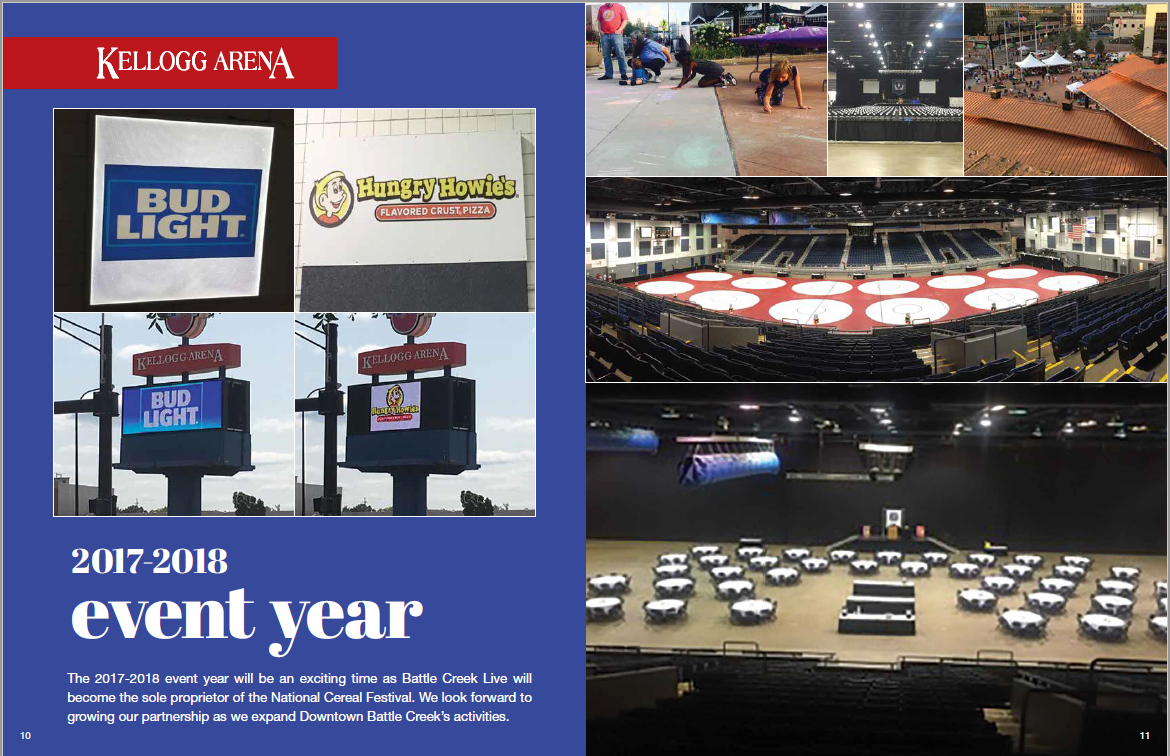 KELLOGG ARENA
BUD
LIGHT.
Hungry Howie's
FLAVORED CRUST PIZZA
KELLOGG ARENA
BUD
LIGHT.
KELLOGG ARENA
Hungry Howie's
2017-2018
event year
The 2017-2018 event year will be an exciting time as Battle Creek Live will
become the sole proprietor of the National Cereal Festival. We look forward to
growing our partnership as we expand Downtown Battle Creek's activities.
10
11